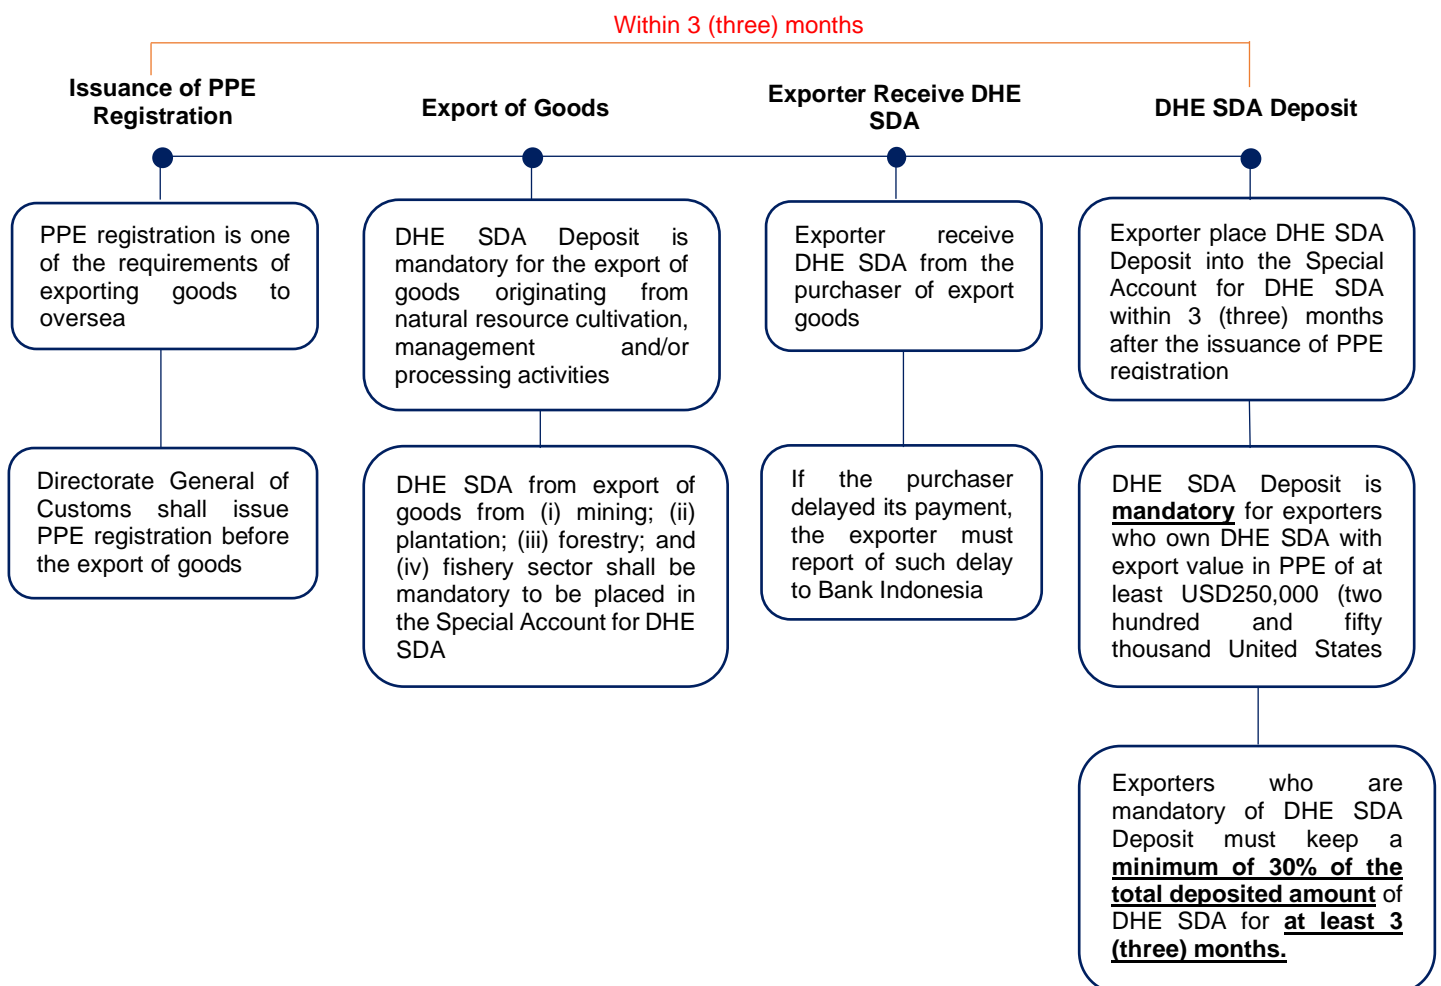 Within 3 (three) months
Issuance of PPE
Registration
Export of Goods
Exporter Receive DHE
SDA
DHE SDA Deposit
PPE registration is one
of the requirements of
exporting goods to
oversea
Directorate General of
Customs shall issue
PPE registration before
the export of goods
DHE SDA Deposit is
mandatory for the export of
goods originating from
natural resource cultivation,
management and/or
processing activities
DHE SDA from export of
goods from (i) mining; (ii)
plantation; (iii) forestry; and
(iv) fishery sector shall be
mandatory to be placed in
the Special Account for DHE
SDA
Exporter receive
DHE SDA from the
purchaser of export
goods
If the purchaser
delayed its payment,
the exporter must
report of such delay
to Bank Indonesia
Exporter place DHE SDA
Deposit into the Special
Account for DHE SDA
within 3 (three) months
after the issuance of PPE
registration
DHE SDA Deposit is
mandatory for exporters
who own DHE SDA with
export value in PPE of at
least USD250,000 (two
hundred and fifty
thousand United States
Exporters who are
mandatory of DHE SDA
Deposit must keep a
minimum of 30% of the
total deposited amount of
DHE SDA for at least 3
(three) months.